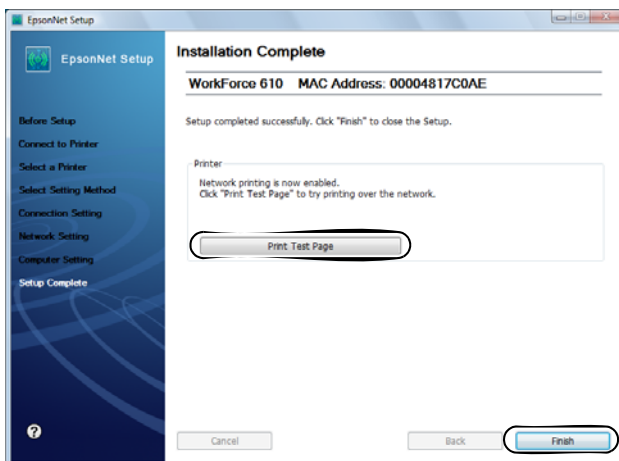 EpsonNet Setup
EpsonNet Setup
Before Setup
Connect to Printer
Select a Printer
Select Setting Method
Connection Setting
Network Setting
Computer Setting
Setup Complete
?
Installation Complete
WorkForce 610 MAC Address: 00004817C0AE
Setup completed successfully. Click "Finish" to close the Setup.
Printer
Network printing is now enabled.
Click "Print Test Page" to try printing over the network.
Print Test Page
Cancel
Back
Finish